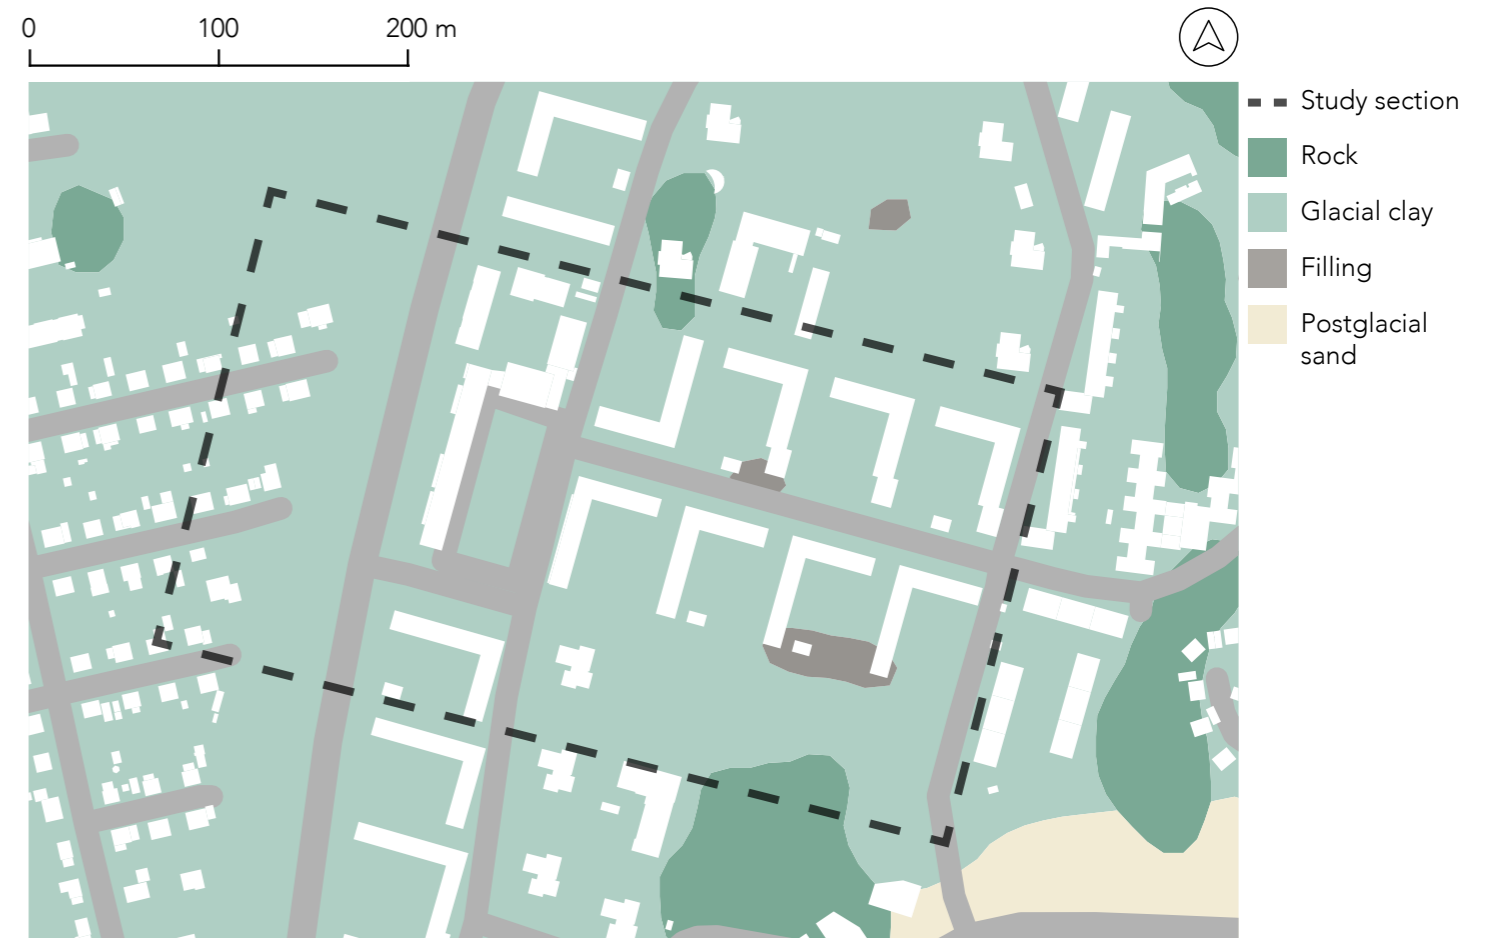 0 100 200 m
Study section
Rock
Glacial clay
Filling
Postglacial
sand